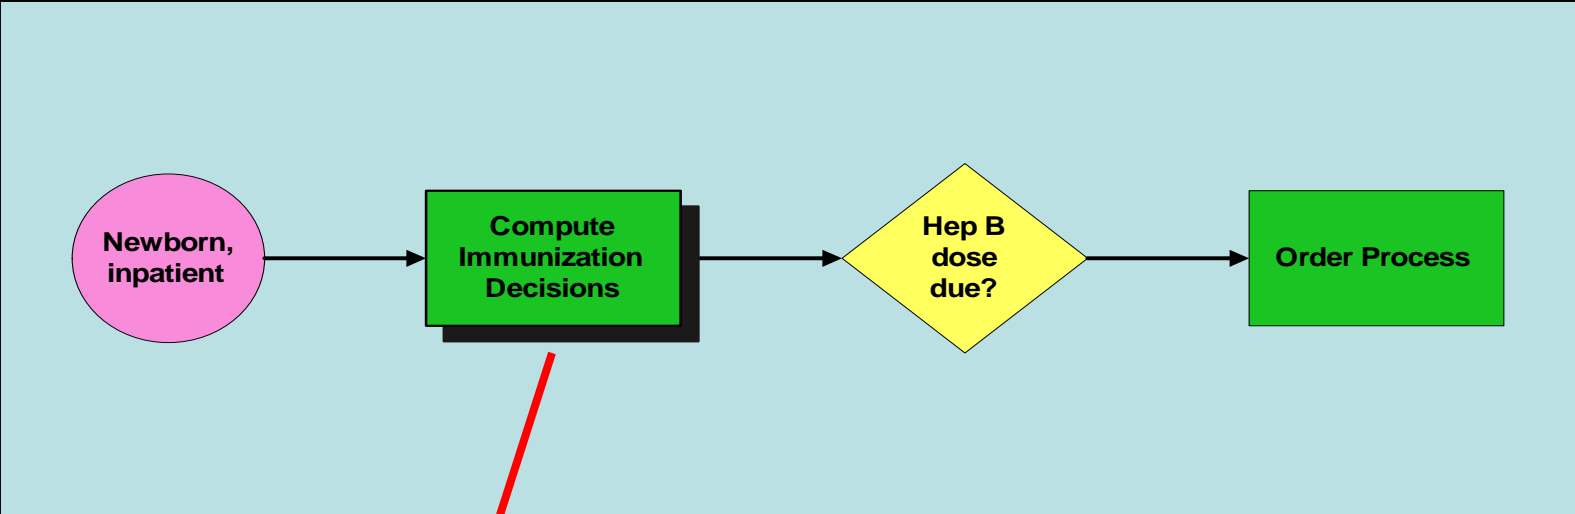 Newborn,
inpatient
Compute
Immunization
Decisions
Hep B
dose
due?
Order Process